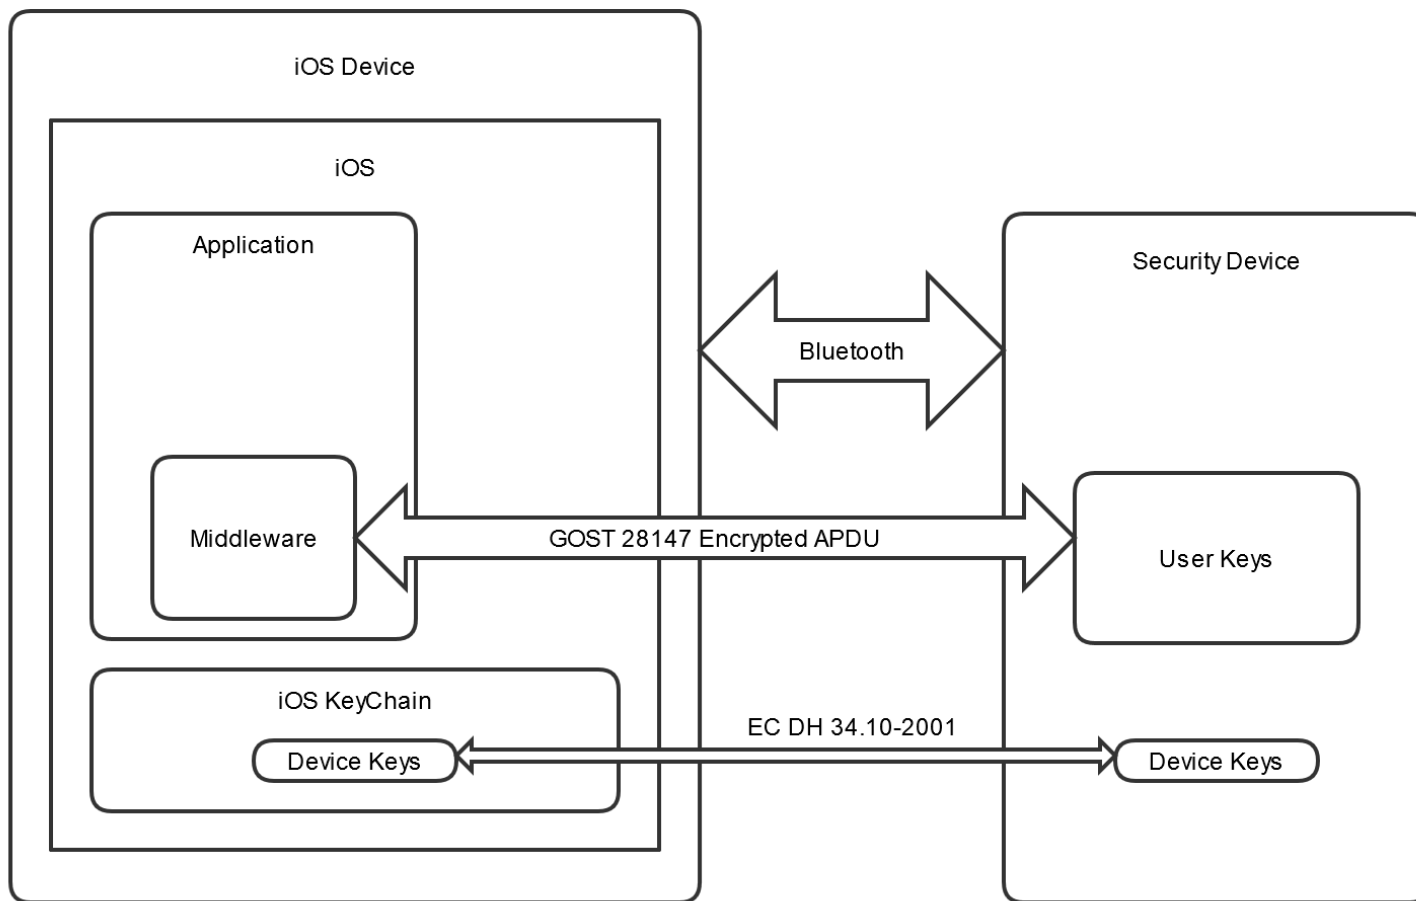 iOS Device
iOS
Application
Security Device
Bluetooth
Middleware
GOST 28147 Encrypted APDU
User Keys
iOS KeyChain
EC DH 34.10-2001
Device Keys
Device Keys